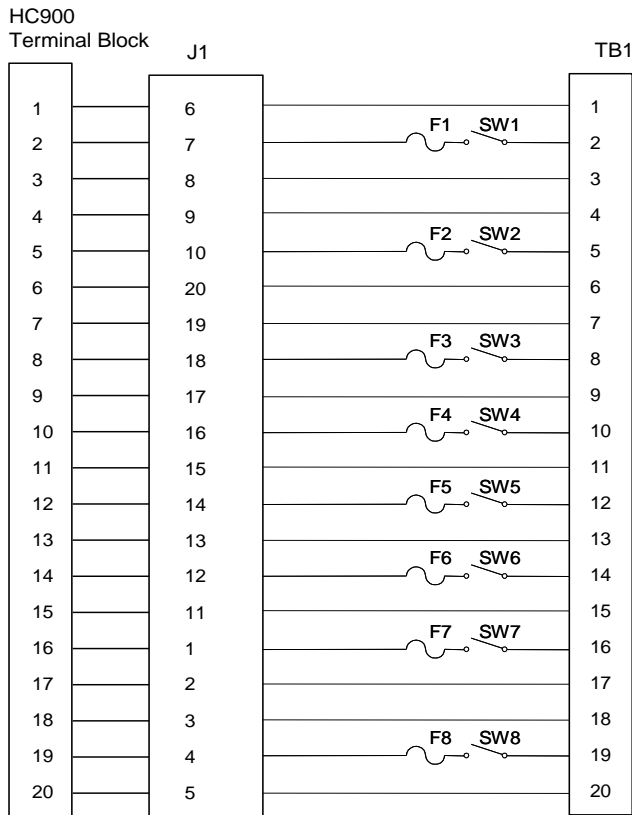 HC900
Terminal Block
J1
TB1
1 6 1
F1 SW1
2 7 2
3 8 3
4 9 4
F2 SW2
5 10 5
6 20 6
7 19 7
F3 SW3
8 18 8
9 17 9
F4 SW4
10 16 10
11 15 11
F5 SW5
12 14 12
13 13 13
F6 SW6
14 12 14
15 11 15
F7 SW7
16 1 16
17 2 17
18 3 18
F8 SW8
19 4 19
20 5 20